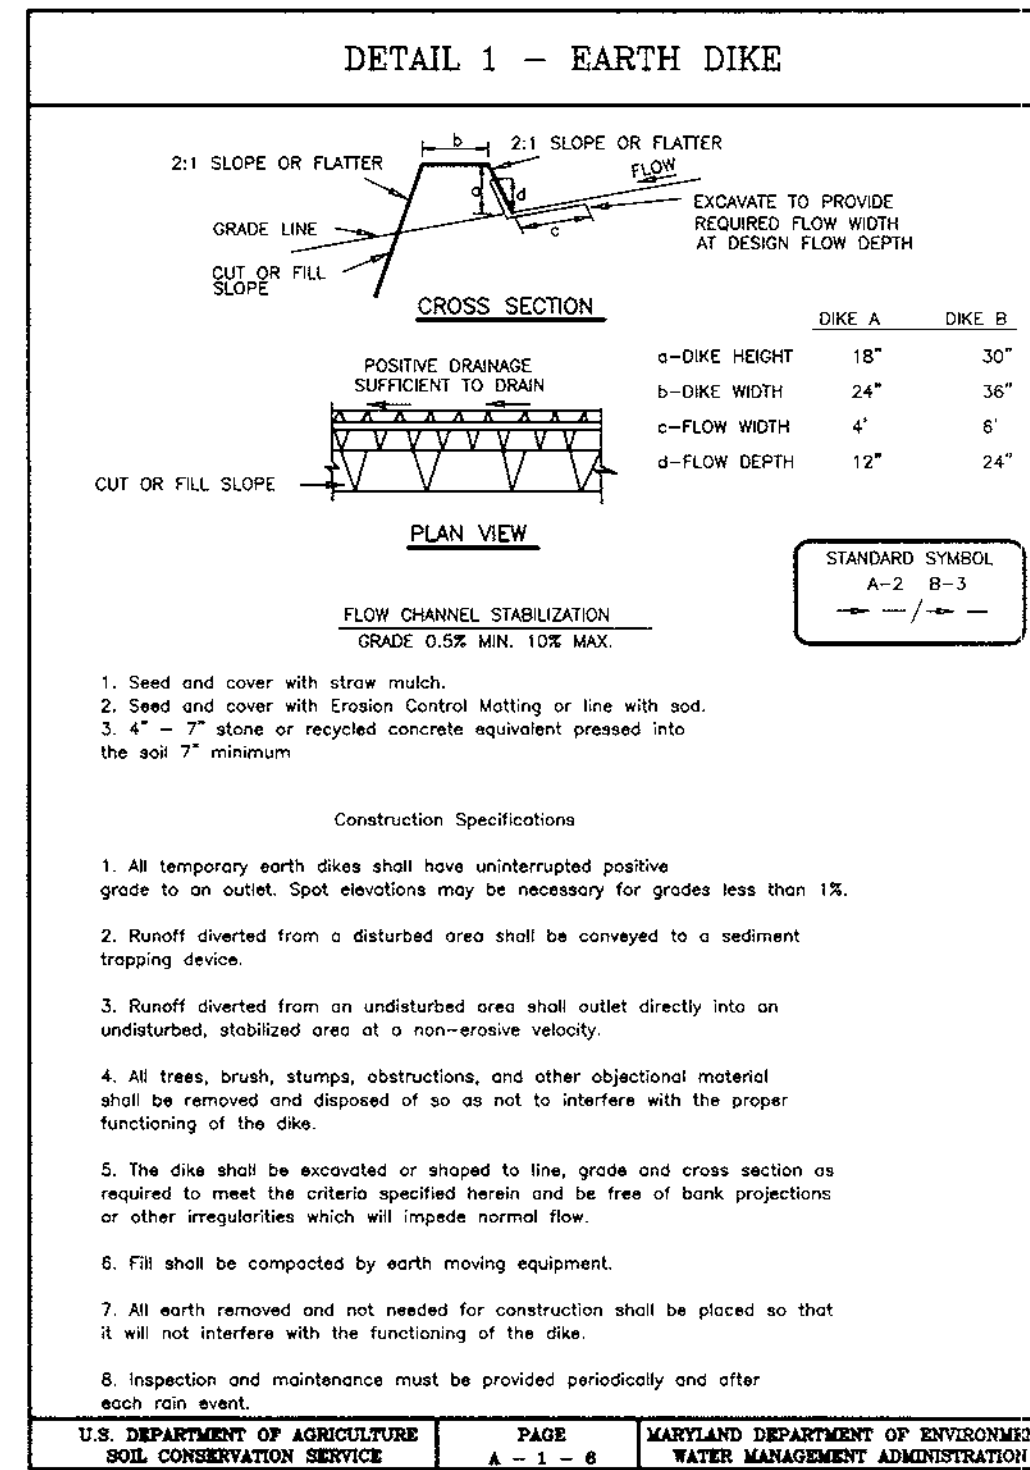 DETAIL 1 – EARTH DIKE
b
2:1 SLOPE OR FLATTER
2:1 SLOPE OR FLATTER
FLOW
a
d
EXCAVATE TO PROVIDE
REQUIRED FLOW WIDTH
AT DESIGN FLOW DEPTH
GRADE LINE
c
CUT OR FILL
SLOPE
CROSS SECTION
DIKE A DIKE B
a-DIKE HEIGHT 18" 30"
b-DIKE WIDTH 24" 36"
c-FLOW WIDTH 4' 6'
d-FLOW DEPTH 12" 24"
POSITIVE DRAINAGE
SUFFICIENT TO DRAIN
CUT OR FILL SLOPE
PLAN VIEW
STANDARD SYMBOL
A-2 B-3
FLOW CHANNEL STABILIZATION
GRADE 0.5% MIN. 10% MAX.
1. Seed and cover with straw mulch.
2. Seed and cover with Erosion Control Matting or line with sod.
3. 4" – 7" stone or recycled concrete equivalent pressed into
the soil 7" minimum
Construction Specifications
1. All temporary earth dikes shall have uninterrupted positive
grade to an outlet. Spot elevations may be necessary for grades less than 1%.
2. Runoff diverted from a disturbed area shall be conveyed to a sediment
trapping device.
3. Runoff diverted from an undisturbed area shall outlet directly into an
undisturbed, stabilized area at a non-erosive velocity.
4. All trees, brush, stumps, obstructions, and other objectional material
shall be removed and disposed of so as not to interfere with the proper
functioning of the dike.
5. The dike shall be excavated or shaped to line, grade and cross section as
required to meet the criteria specified herein and be free of bank projections
or other irregularities which will impede normal flow.
6. Fill shall be compacted by earth moving equipment.
7. All earth removed and not needed for construction shall be placed so that
it will not interfere with the functioning of the dike.
8. Inspection and maintenance must be provided periodically and after
each rain event.
U.S. DEPARTMENT OF AGRICULTURE
SOIL CONSERVATION SERVICE
PAGE
A – 1 – 6
MARYLAND DEPARTMENT OF
WATER MANAGEMENT ADMINISTRATION